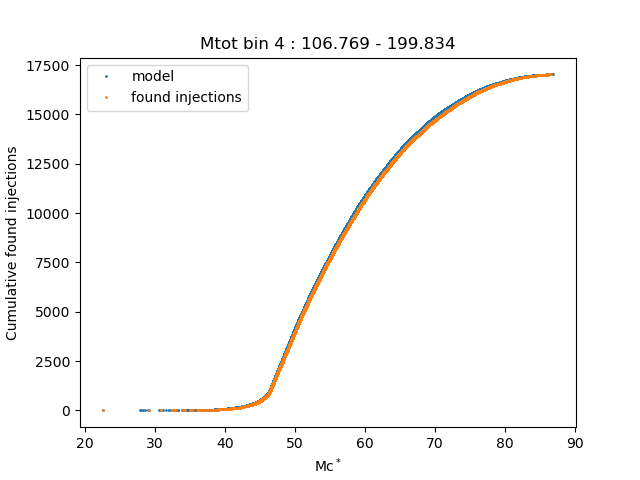 Mtot bin 4 : 106.769 - 199.834
model
found injections
Cumulative found injections
17500
15000
12500
10000
7500
5000
2500
0
20 30 40 50 60 70 80 90
Mc*